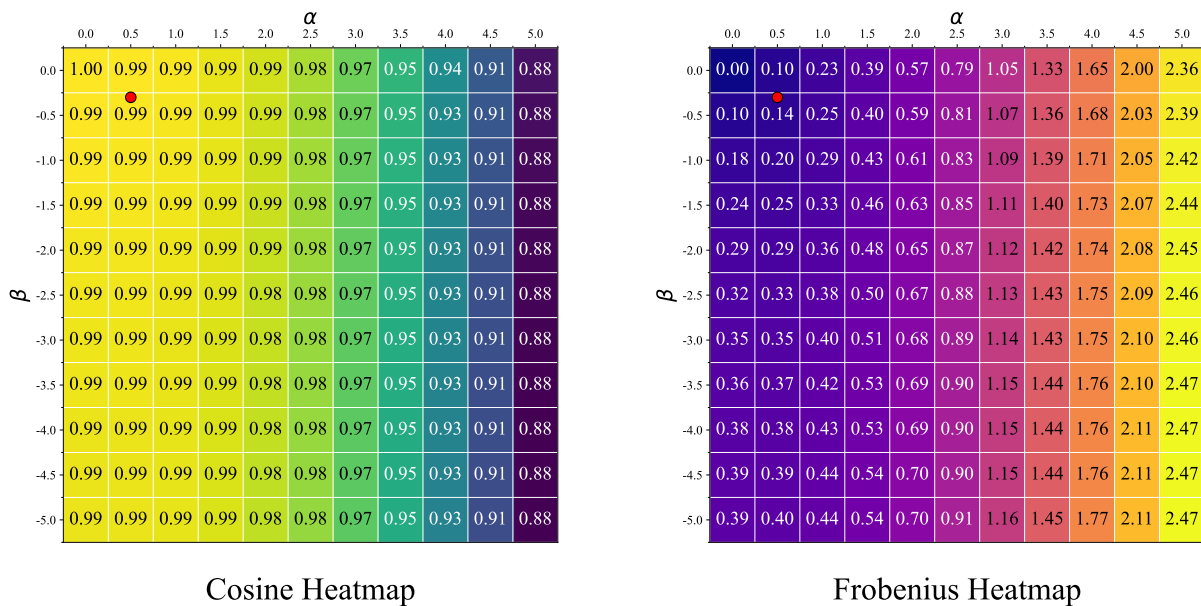 α
0.0 0.5 1.0 1.5 2.0 2.5 3.0 3.5 4.0 4.5 5.0
0.0 1.00 0.99 0.99 0.99 0.99 0.98 0.97 0.95 0.94 0.91 0.88
-0.5 0.99 0.99 0.99 0.99 0.99 0.98 0.97 0.95 0.93 0.91 0.88
-1.0 0.99 0.99 0.99 0.99 0.99 0.98 0.97 0.95 0.93 0.91 0.88
-1.5 0.99 0.99 0.99 0.99 0.99 0.98 0.97 0.95 0.93 0.91 0.88
-2.0 0.99 0.99 0.99 0.99 0.99 0.98 0.97 0.95 0.93 0.91 0.88
β
-2.5 0.99 0.99 0.99 0.99 0.98 0.98 0.97 0.95 0.93 0.91 0.88
-3.0 0.99 0.99 0.99 0.99 0.98 0.98 0.97 0.95 0.93 0.91 0.88
-3.5 0.99 0.99 0.99 0.99 0.98 0.98 0.97 0.95 0.93 0.91 0.88
-4.0 0.99 0.99 0.99 0.99 0.98 0.98 0.97 0.95 0.93 0.91 0.88
-4.5 0.99 0.99 0.99 0.99 0.98 0.98 0.97 0.95 0.93 0.91 0.88
-5.0 0.99 0.99 0.99 0.99 0.98 0.98 0.97 0.95 0.93 0.91 0.88
Cosine Heatmap
α
0.0 0.5 1.0 1.5 2.0 2.5 3.0 3.5 4.0 4.5 5.0
0.0 0.00 0.10 0.23 0.39 0.57 0.79 1.05 1.33 1.65 2.00 2.36
-0.5 0.10 0.14 0.25 0.40 0.59 0.81 1.07 1.36 1.68 2.03 2.39
-1.0 0.18 0.20 0.29 0.43 0.61 0.83 1.09 1.39 1.71 2.05 2.42
-1.5 0.24 0.25 0.33 0.46 0.63 0.85 1.11 1.40 1.73 2.07 2.44
-2.0 0.29 0.29 0.36 0.48 0.65 0.87 1.12 1.42 1.74 2.08 2.45
β
-2.5 0.32 0.33 0.38 0.50 0.67 0.88 1.13 1.43 1.75 2.09 2.46
-3.0 0.35 0.35 0.40 0.51 0.68 0.89 1.14 1.43 1.75 2.10 2.46
-3.5 0.36 0.37 0.42 0.53 0.69 0.90 1.15 1.44 1.76 2.10 2.47
-4.0 0.38 0.38 0.43 0.53 0.69 0.90 1.15 1.44 1.76 2.11 2.47
-4.5 0.39 0.39 0.44 0.54 0.70 0.90 1.15 1.44 1.76 2.11 2.47
-5.0 0.39 0.40 0.44 0.54 0.70 0.91 1.16 1.45 1.77 2.11 2.47
Frobenius Heatmap